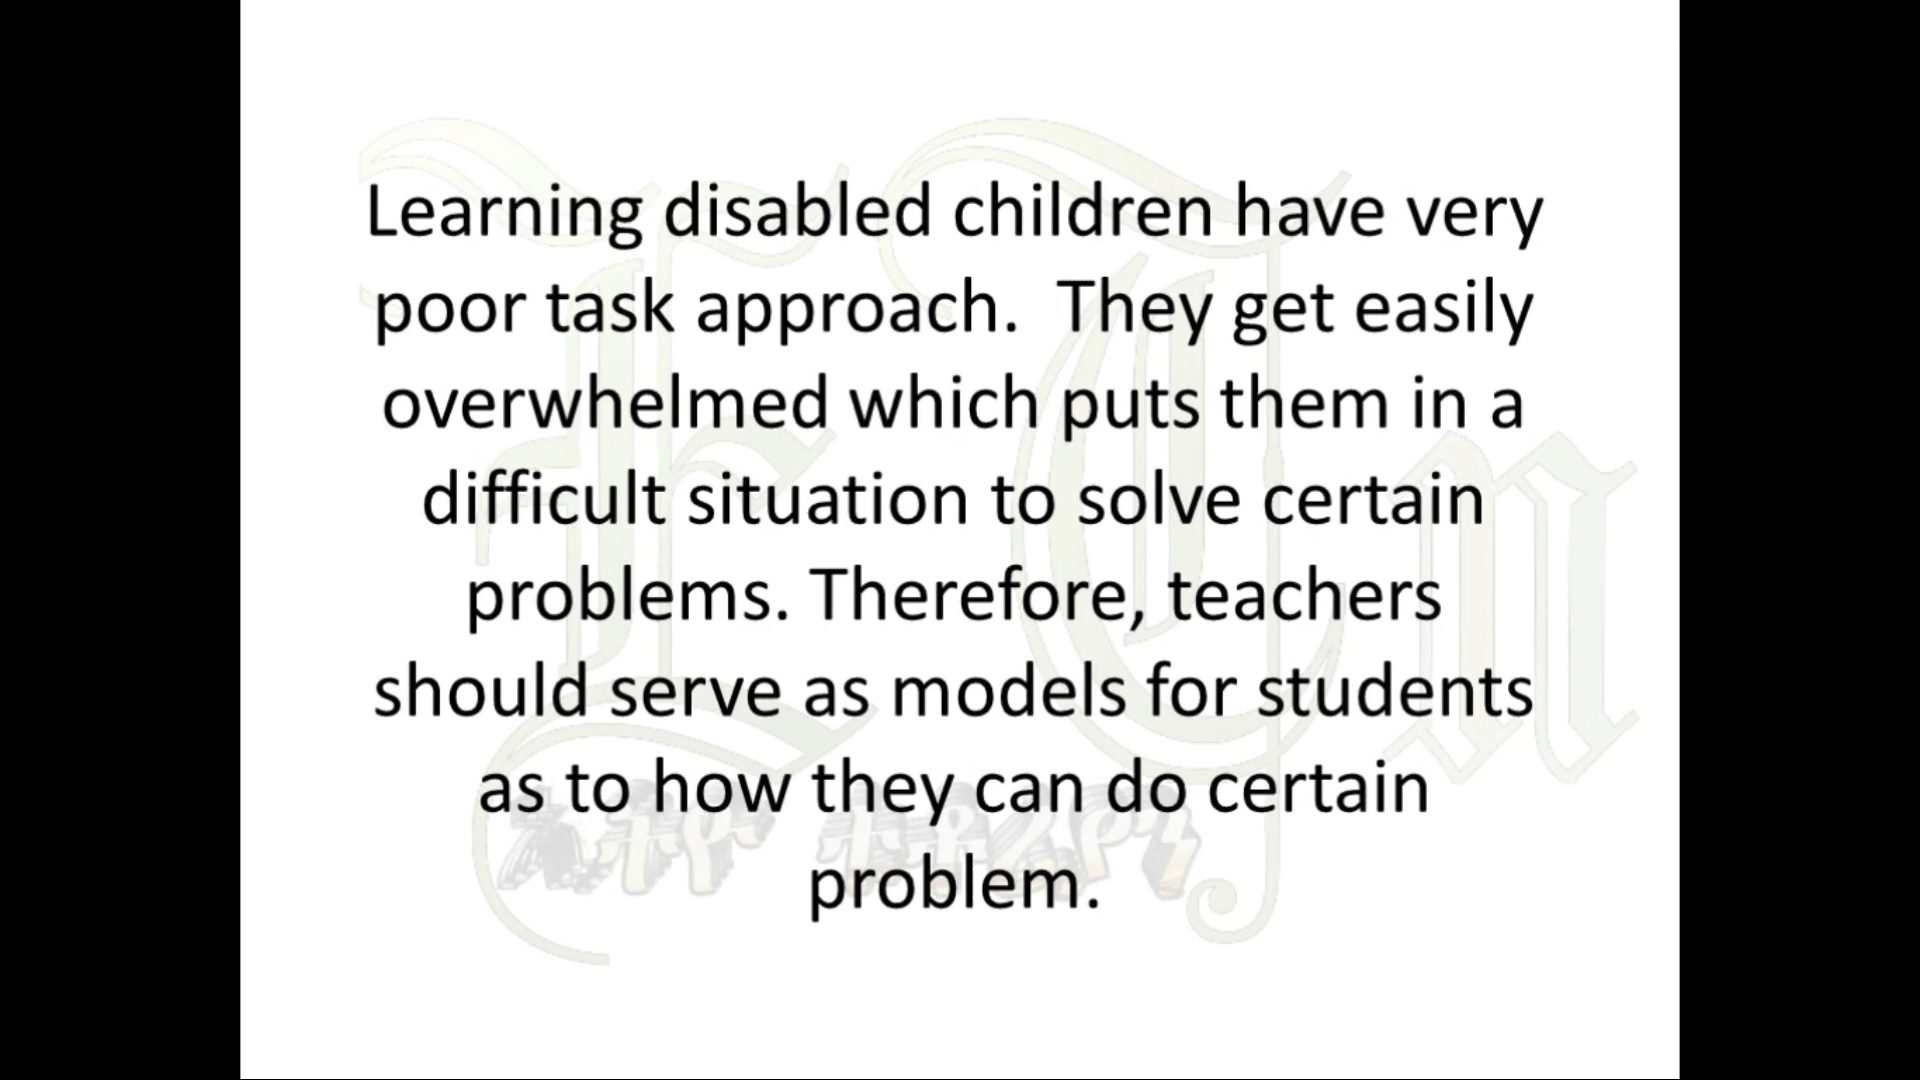 Learning disabled children have very
poor task approach.  They get easily
overwhelmed which puts them in a
difficult situation to solve certain
problems. Therefore, teachers
should serve as models for students
as to how they can do certain
problem.